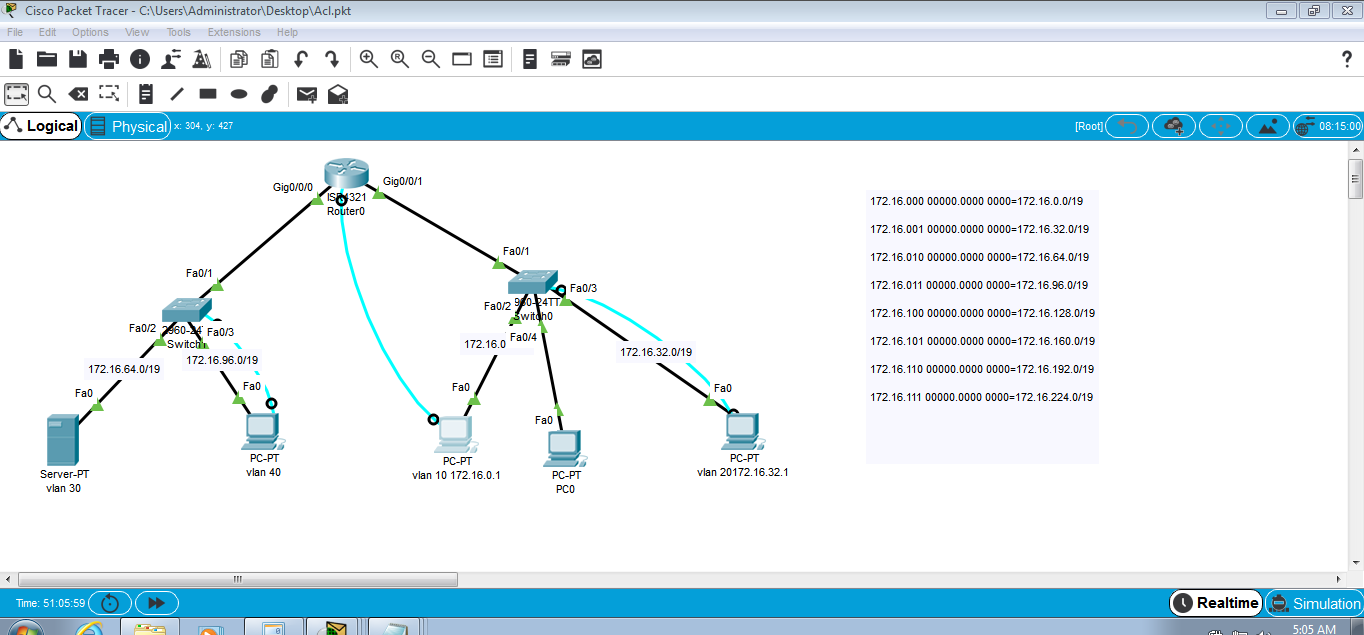 Cisco Packet Tracer - C:\Users\Administrator\Desktop\Acl.pkt
File Edit Options View Tools Extensions Help
Logical Physical x: 304, y: 427 [Root] 08:15:00
Gig0/0/0
Gig0/0/1
ISR4321
Router0
Fa0/1
Fa0/1
Fa0/3
Fa0/2
960-24TT
Switch0
Fa0/4
Fa0/2
2960-24
Switch1
Fa0/3
172.16.0
172.16.32.0/19
172.16.96.0/19
172.16.64.0/19
Fa0
Fa0
Fa0
Fa0
Fa0
Server-PT
vlan 30
PC-PT
vlan 40
PC-PT
vlan 10 172.16.0.1
PC-PT
PC0
PC-PT
vlan 20172.16.32.1
172.16.000 00000.0000 0000=172.16.0.0/19
172.16.001 00000.0000 0000=172.16.32.0/19
172.16.010 00000.0000 0000=172.16.64.0/19
172.16.011 00000.0000 0000=172.16.96.0/19
172.16.100 00000.0000 0000=172.16.128.0/19
172.16.101 00000.0000 0000=172.16.160.0/19
172.16.110 00000.0000 0000=172.16.192.0/19
172.16.111 00000.0000 0000=172.16.224.0/19
Time: 51:05:59 Realtime Simulation
5:05 AM